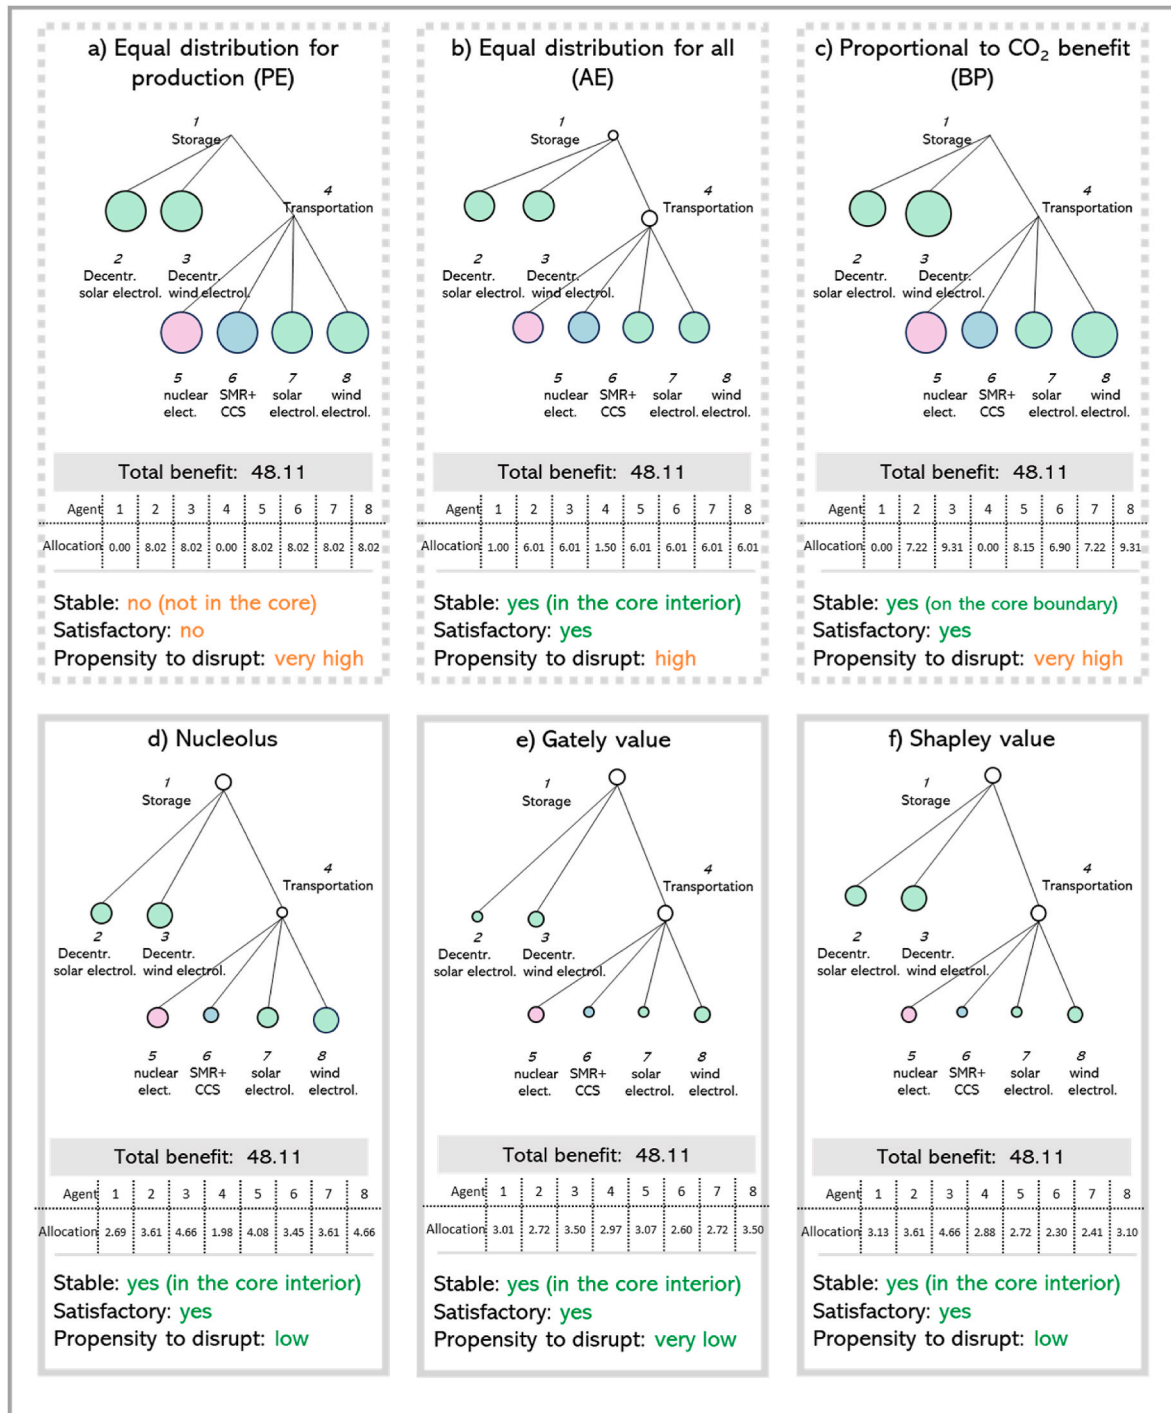 a) Equal distribution for
production (PE)
1
Storage
4
Transportation
2
Decentr.
solar electrol.
3
Decentr.
wind electrol.
5
nuclear
elect.
6
SMR+
CCS
7
solar
electrol.
8
wind
electrol.
Total benefit: 48.11
Agent 1 2 3 4 5 6 7 8
Allocation 0.00 8.02 8.02 0.00 8.02 8.02 8.02 8.02
Stable: no (not in the core)
Satisfactory: no
Propensity to disrupt: very high
b) Equal distribution for all
(AE)
1
Storage
4
Transportation
2
Decentr.
solar electrol.
3
Decentr.
wind electrol.
5
nuclear
elect.
6
SMR+
CCS
7
solar
electrol.
8
wind
electrol.
Total benefit: 48.11
Agent 1 2 3 4 5 6 7 8
Allocation 1.00 6.01 6.01 1.50 6.01 6.01 6.01 6.01
Stable: yes (in the core interior)
Satisfactory: yes
Propensity to disrupt: high
c) Proportional to CO₂ benefit
(BP)
1
Storage
4
Transportation
2
Decentr.
solar electrol.
3
Decentr.
wind electrol.
5
nuclear
elect.
6
SMR+
CCS
7
solar
electrol.
8
wind
electrol.
Total benefit: 48.11
Agent 1 2 3 4 5 6 7 8
Allocation 0.00 7.22 9.31 0.00 8.15 6.90 7.22 9.31
Stable: yes (on the core boundary)
Satisfactory: yes
Propensity to disrupt: very high
d) Nucleolus
1
Storage
4
Transportation
2
Decentr.
solar electrol.
3
Decentr.
wind electrol.
5
nuclear
elect.
6
SMR+
CCS
7
solar
electrol.
8
wind
electrol.
Total benefit: 48.11
Agent 1 2 3 4 5 6 7 8
Allocation 2.69 3.61 4.66 1.98 4.08 3.45 3.61 4.66
Stable: yes (in the core interior)
Satisfactory: yes
Propensity to disrupt: low
e) Gately value
1
Storage
4
Transportation
2
Decentr.
solar electrol.
3
Decentr.
wind electrol.
5
nuclear
elect.
6
SMR+
CCS
7
solar
electrol.
8
wind
electrol.
Total benefit: 48.11
Agent 1 2 3 4 5 6 7 8
Allocation 3.01 2.72 3.50 2.97 3.07 2.60 2.72 3.50
Stable: yes (in the core interior)
Satisfactory: yes
Propensity to disrupt: very low
f) Shapley value
1
Storage
4
Transportation
2
Decentr.
solar electrol.
3
Decentr.
wind electrol.
5
nuclear
elect.
6
SMR+
CCS
7
solar
electrol.
8
wind
electrol.
Total benefit: 48.11
Agent 1 2 3 4 5 6 7 8
Allocation 3.13 3.61 4.66 2.88 2.72 2.30 2.41 3.10
Stable: yes (in the core interior)
Satisfactory: yes
Propensity to disrupt: low